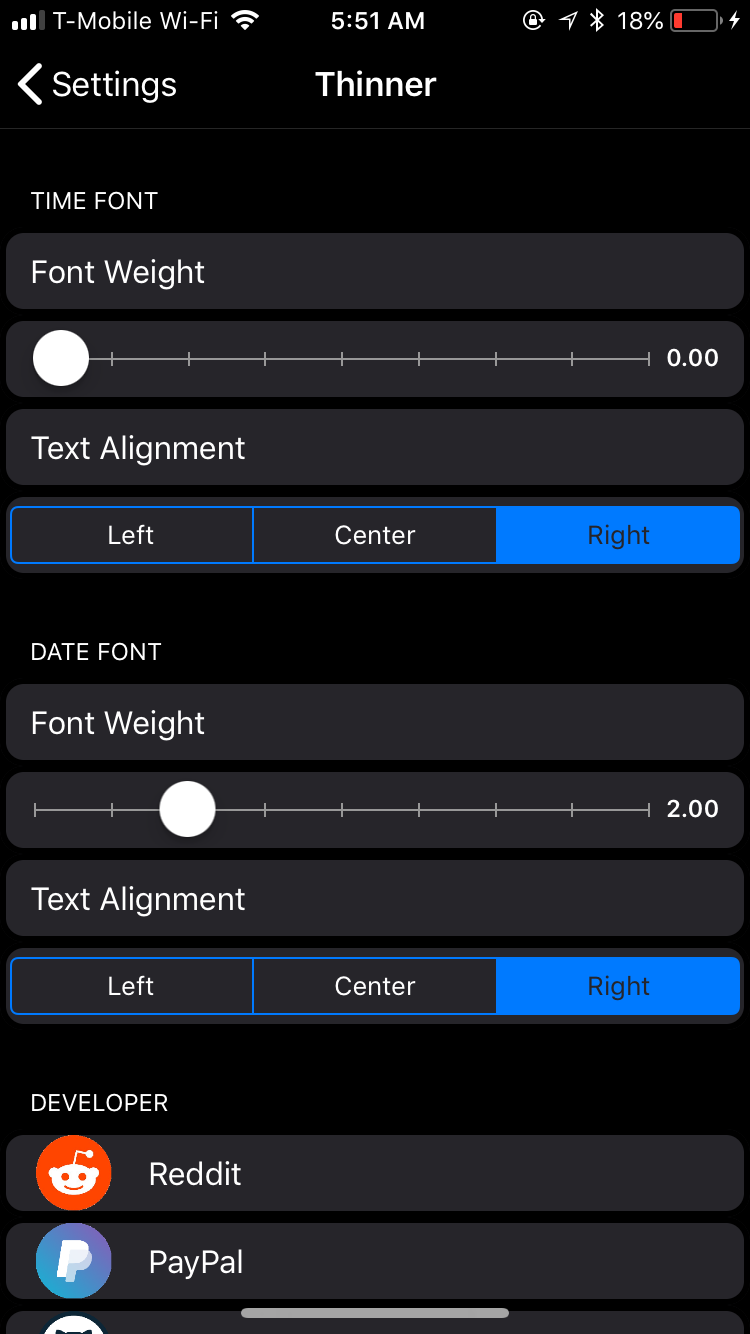 T-Mobile Wi-Fi 5:51 AM 18%
Settings Thinner
TIME FONT
Font Weight
0.00
Text Alignment
Left Center Right
DATE FONT
Font Weight
2.00
Text Alignment
Left Center Right
DEVELOPER
Reddit
PayPal